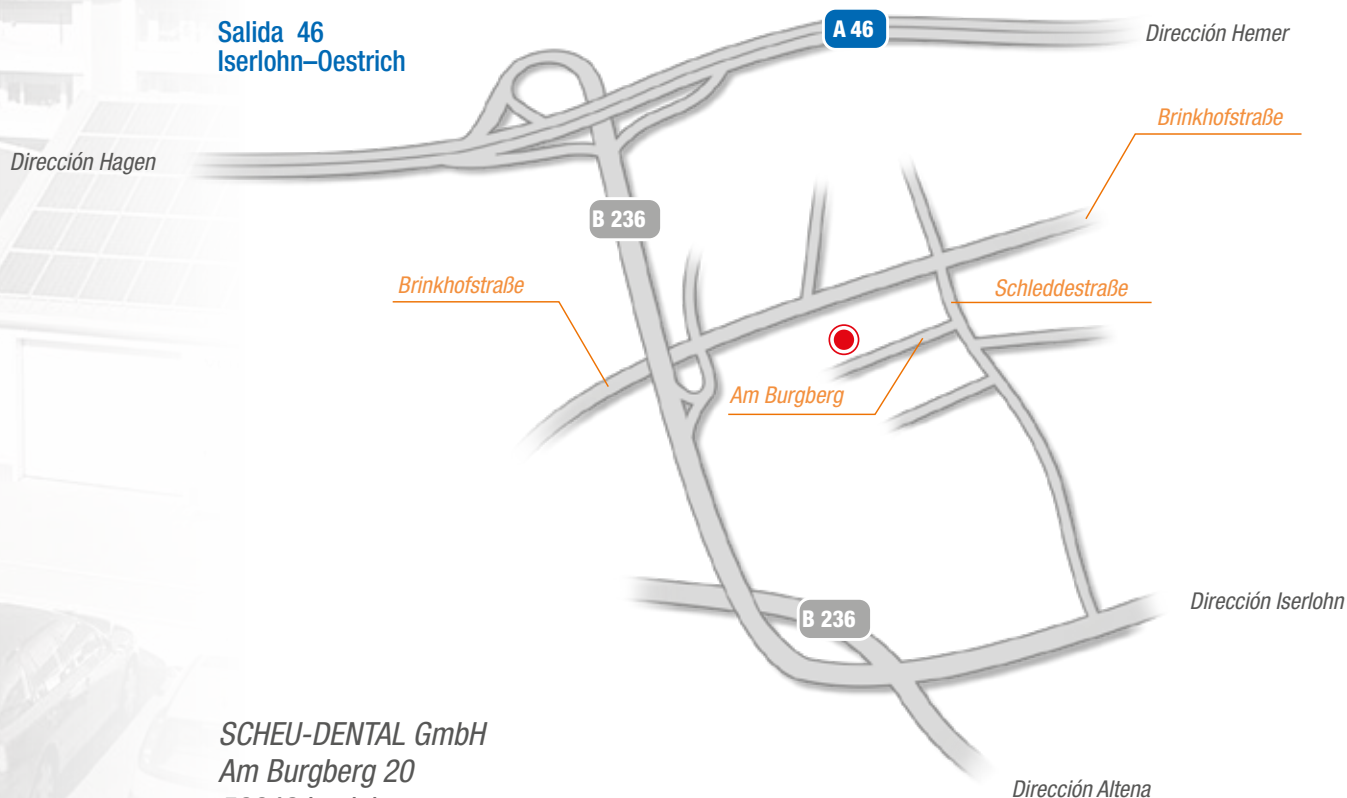 Salida 46
Iserlohn–Oestrich
A 46
Dirección Hemer
Brinkhofstraße
Dirección Hagen
B 236
Brinkhofstraße
Schleddestraße
Am Burgberg
Dirección Iserlohn
B 236
SCHEU-DENTAL GmbH
Am Burgberg 20
Dirección Altena